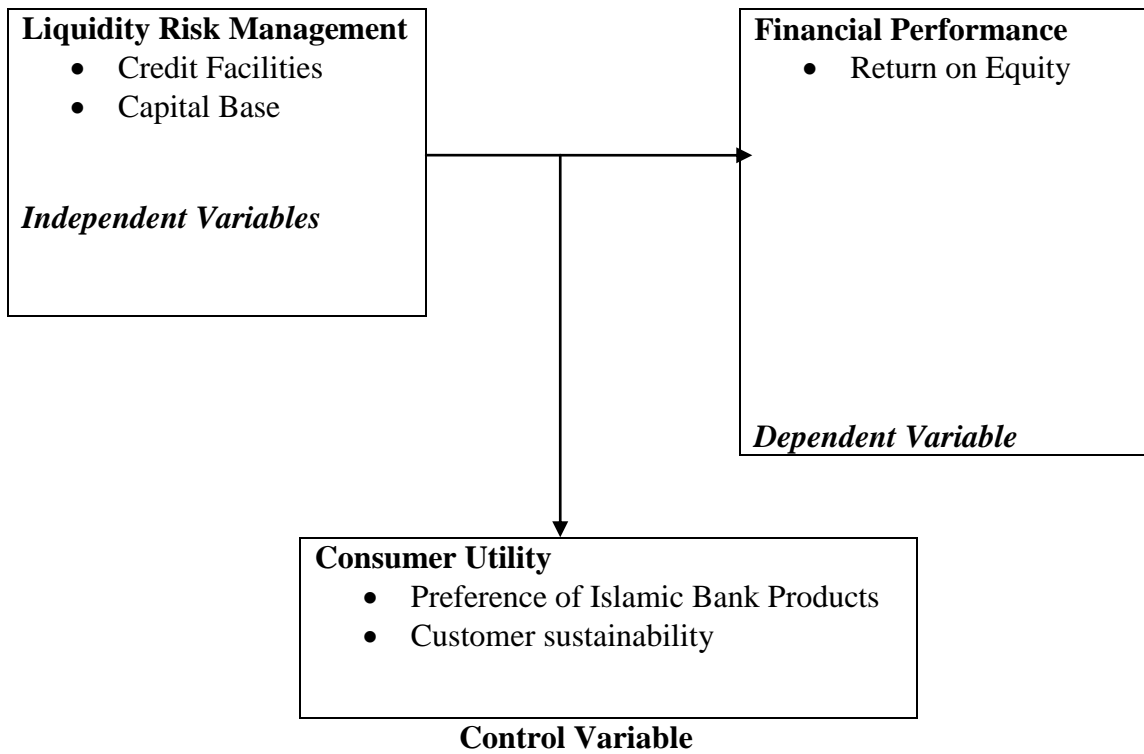 Liquidity Risk Management
• Credit Facilities
• Capital Base
Independent Variables
Financial Performance
• Return on Equity
Dependent Variable
Consumer Utility
• Preference of Islamic Bank Products
• Customer sustainability
Control Variable